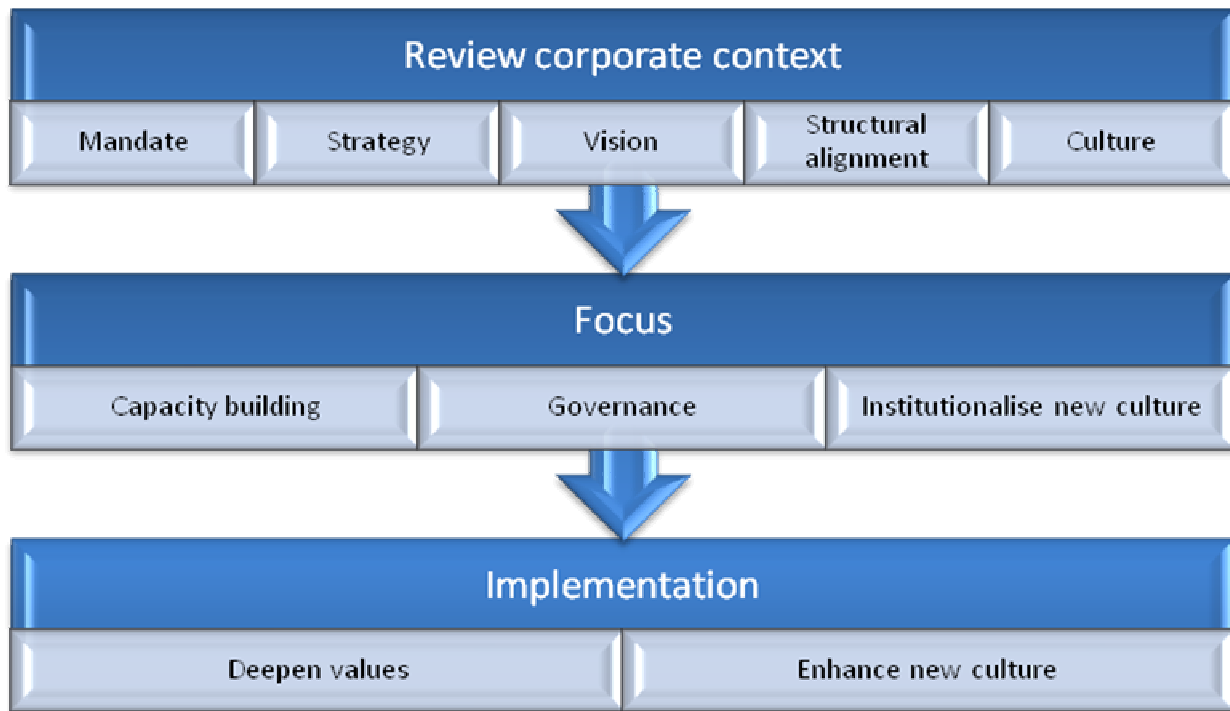 Review corporate context
Mandate
Strategy
Vision
Structural
alignment
Culture
Focus
Capacity building
Governance
Institutionalise new culture
Implementation
Deepen values
Enhance new culture